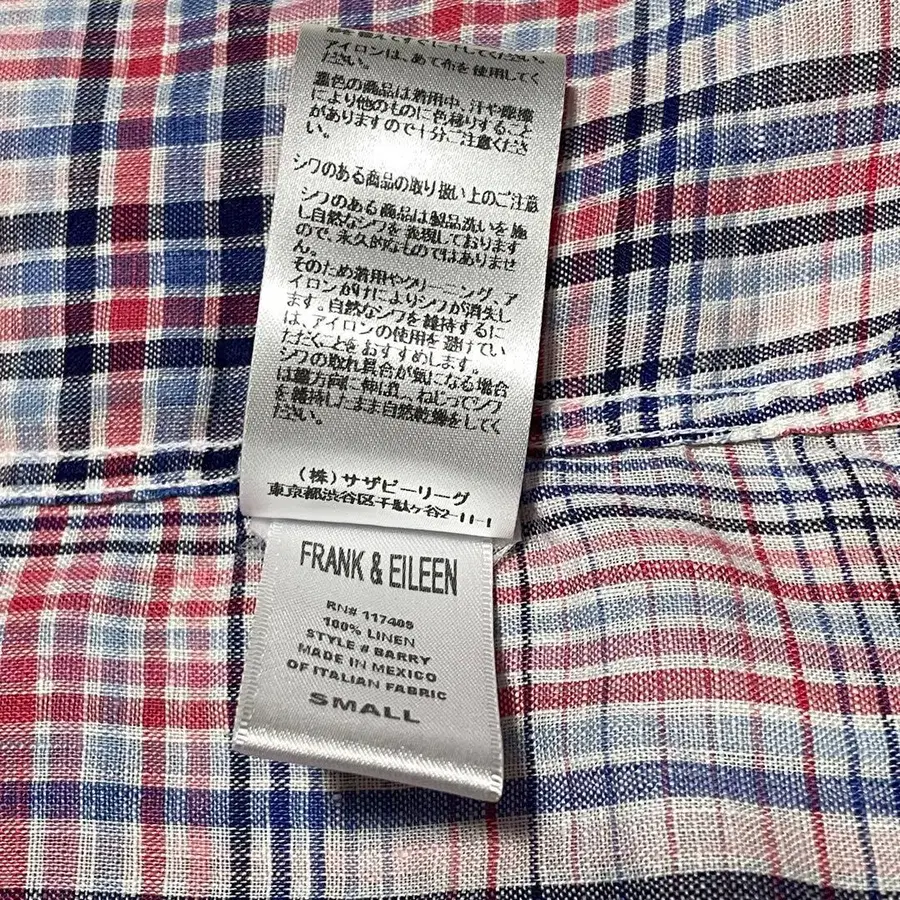 アイロンは、あて布を使用してく
ださい。
濃色の商品は着用中、汗や摩擦
により他のものに色移りすること
がありますので十分ご注意くださ
い。
シワのある商品の取り扱い上のご注意
シワのある商品は製品洗いを施
し自然なシワを表現しております
ので、永久的なものではありませ
ん。
そのため着用やクリーニング、ア
イロンがけによりシワが消失し
ます。自然なシワを維持するに
は、アイロンの使用を避けてい
ただく上をおすすめします。
シワの取れ具合が気になる場合
は縦方向に伸ばし、ねじってシワ
を維持したまま自然乾燥をして
ください。
(株)サザビーリーグ
東京都渋谷区千駄ヶ谷2-11-1
FRANK & EILEEN
RN# 117409
100% LINEN
STYLE # BARRY
MADE IN MEXICO
OF ITALIAN FABRIC
SMALL